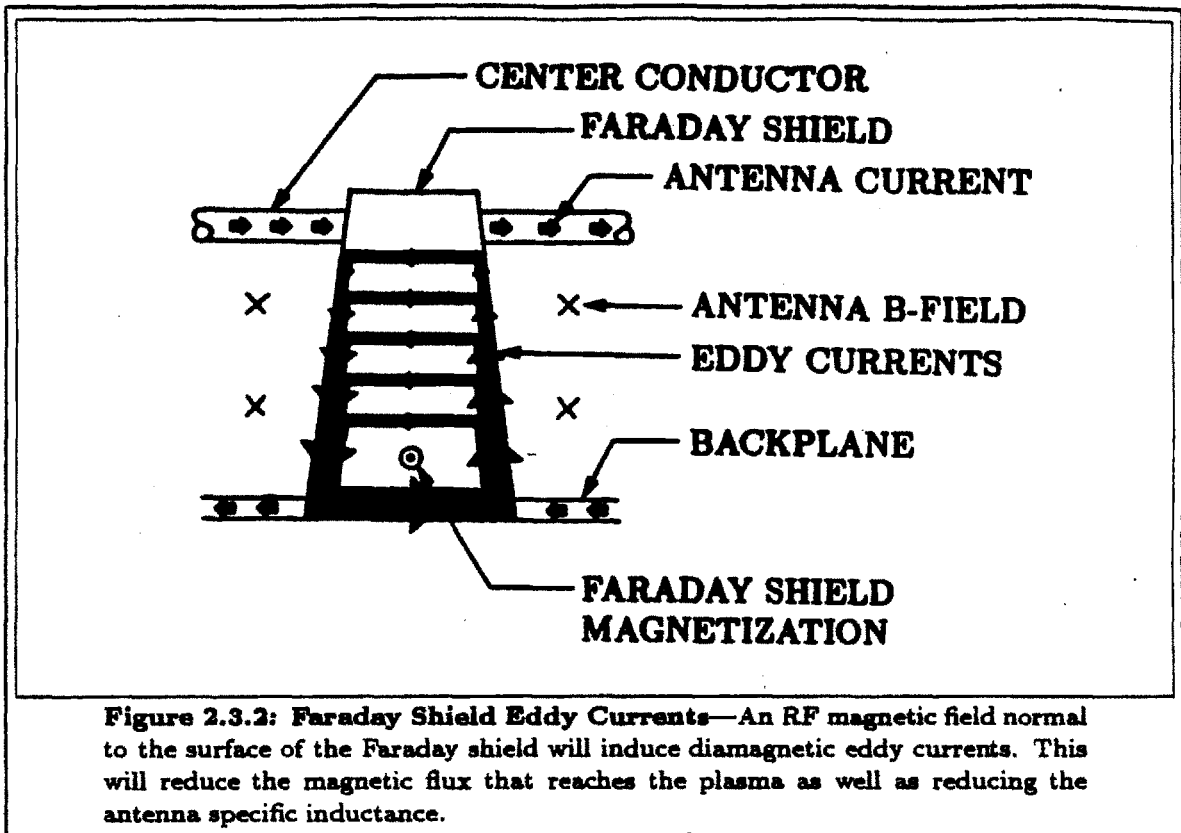 CENTER CONDUCTOR
FARADAY SHIELD
ANTENNA CURRENT
ANTENNA B-FIELD
EDDY CURRENTS
BACKPLANE
FARADAY SHIELD
MAGNETIZATION
Figure 2.3.2: Faraday Shield Eddy Currents—An RF magnetic field normal
to the surface of the Faraday shield will induce diamagnetic eddy currents. This
will reduce the magnetic flux that reaches the plasma as well as reducing the
antenna specific inductance.